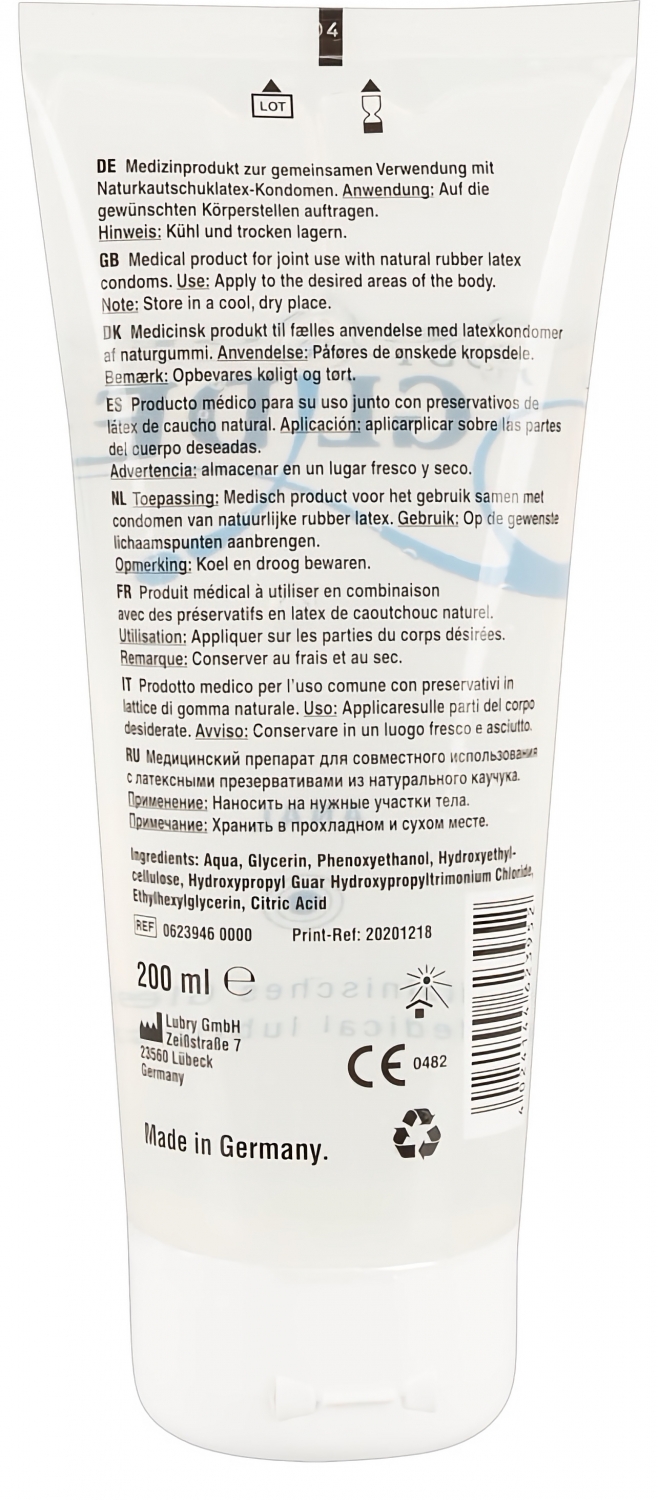 04
LOT
DE Medizinprodukt zur gemeinsamen Verwendung mit
Naturkautschuklatex-Kondomen. Anwendung: Auf die
gewünschten Körperstellen auftragen.
Hinweis: Kühl und trocken lagern.
GB Medical product for joint use with natural rubber latex
condoms. Use: Apply to the desired areas of the body.
Note: Store in a cool, dry place.
DK Medicinsk produkt til fælles anvendelse med latexkondomer
af naturgummi. Anvendelse: Påføres de ønskede kropsdele.
Bemærk: Opbevares køligt og tørt.
ES Producto médico para su uso junto con preservativos de
látex de caucho natural. Aplicación: aplicarplicar sobre las partes
del cuerpo deseadas.
Advertencia: almacenar en un lugar fresco y seco.
NL Toepassing: Medisch product voor het gebruik samen met
condomen van natuurlijke rubber latex. Gebruik: Op de gewenste
lichaamspunten aanbrengen.
Opmerking: Koel en droog bewaren.
FR Produit médical à utiliser en combinaison
avec des préservatifs en latex de caoutchouc naturel.
Utilisation: Appliquer sur les parties du corps désirées.
Remarque: Conserver au frais et au sec.
IT Prodotto medico per l'uso comune con preservativi in
lattice di gomma naturale. Uso: Applicaresulle parti del corpo
desiderate. Avviso: Conservare in un luogo fresco e asciutto.
RU Медицинский препарат для совместного использования
с латексными презервативами из натурального каучука.
Применение: Наносить на нужные участки тела.
Примечание: Хранить в прохладном и сухом месте.
Ingredients: Aqua, Glycerin, Phenoxyethanol, Hydroxyethyl-
cellulose, Hydroxypropyl Guar Hydroxypropyltrimonium Chloride,
Ethylhexylglycerin, Citric Acid
REF 0623946 0000 Print-Ref: 20201218
200 ml ℮
Lubry GmbH
Zeißstraße 7
23560 Lübeck
Germany
CE 0482
4 024144 623952
Made in Germany.